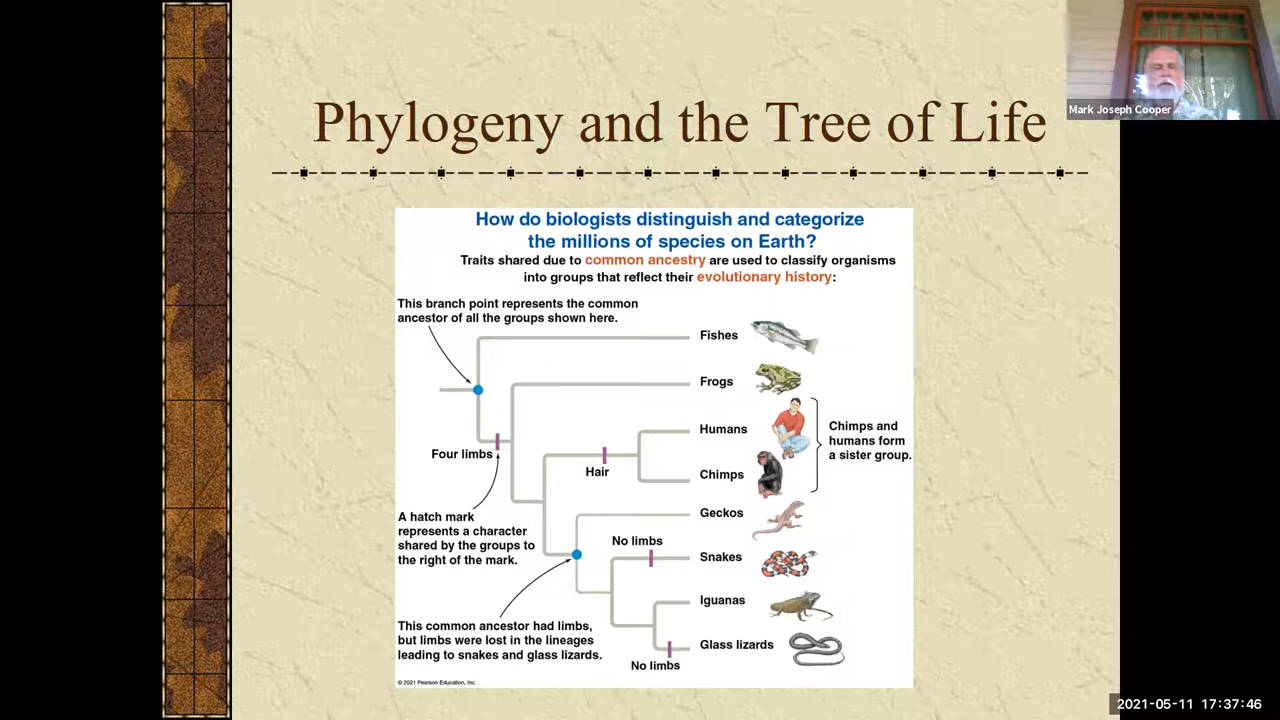 Mark Joseph Cooper
Phylogeny and the Tree of Life
How do biologists distinguish and categorize
the millions of species on Earth?
Traits shared due to common ancestry are used to classify organisms
into groups that reflect their evolutionary history:
This branch point represents the common
ancestor of all the groups shown here.
Fishes
Frogs
Humans
Chimps and
humans form
a sister group.
Four limbs
Hair
Chimps
Geckos
A hatch mark
represents a character
shared by the groups to
the right of the mark.
No limbs
Snakes
Iguanas
This common ancestor had limbs,
but limbs were lost in the lineages
leading to snakes and glass lizards.
Glass lizards
No limbs
© 2021 Pearson Education, Inc.
2021-05-11 17:37:46